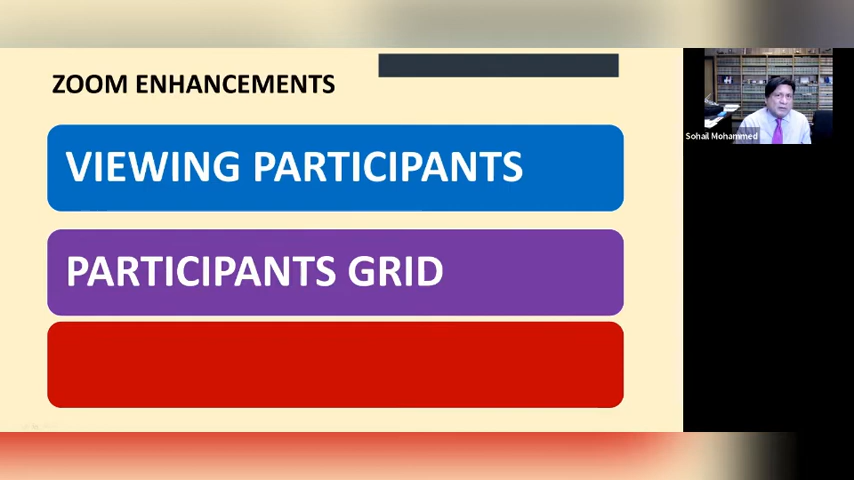 ZOOM ENHANCEMENTS
VIEWING PARTICIPANTS
PARTICIPANTS GRID
Sohail Mohammed